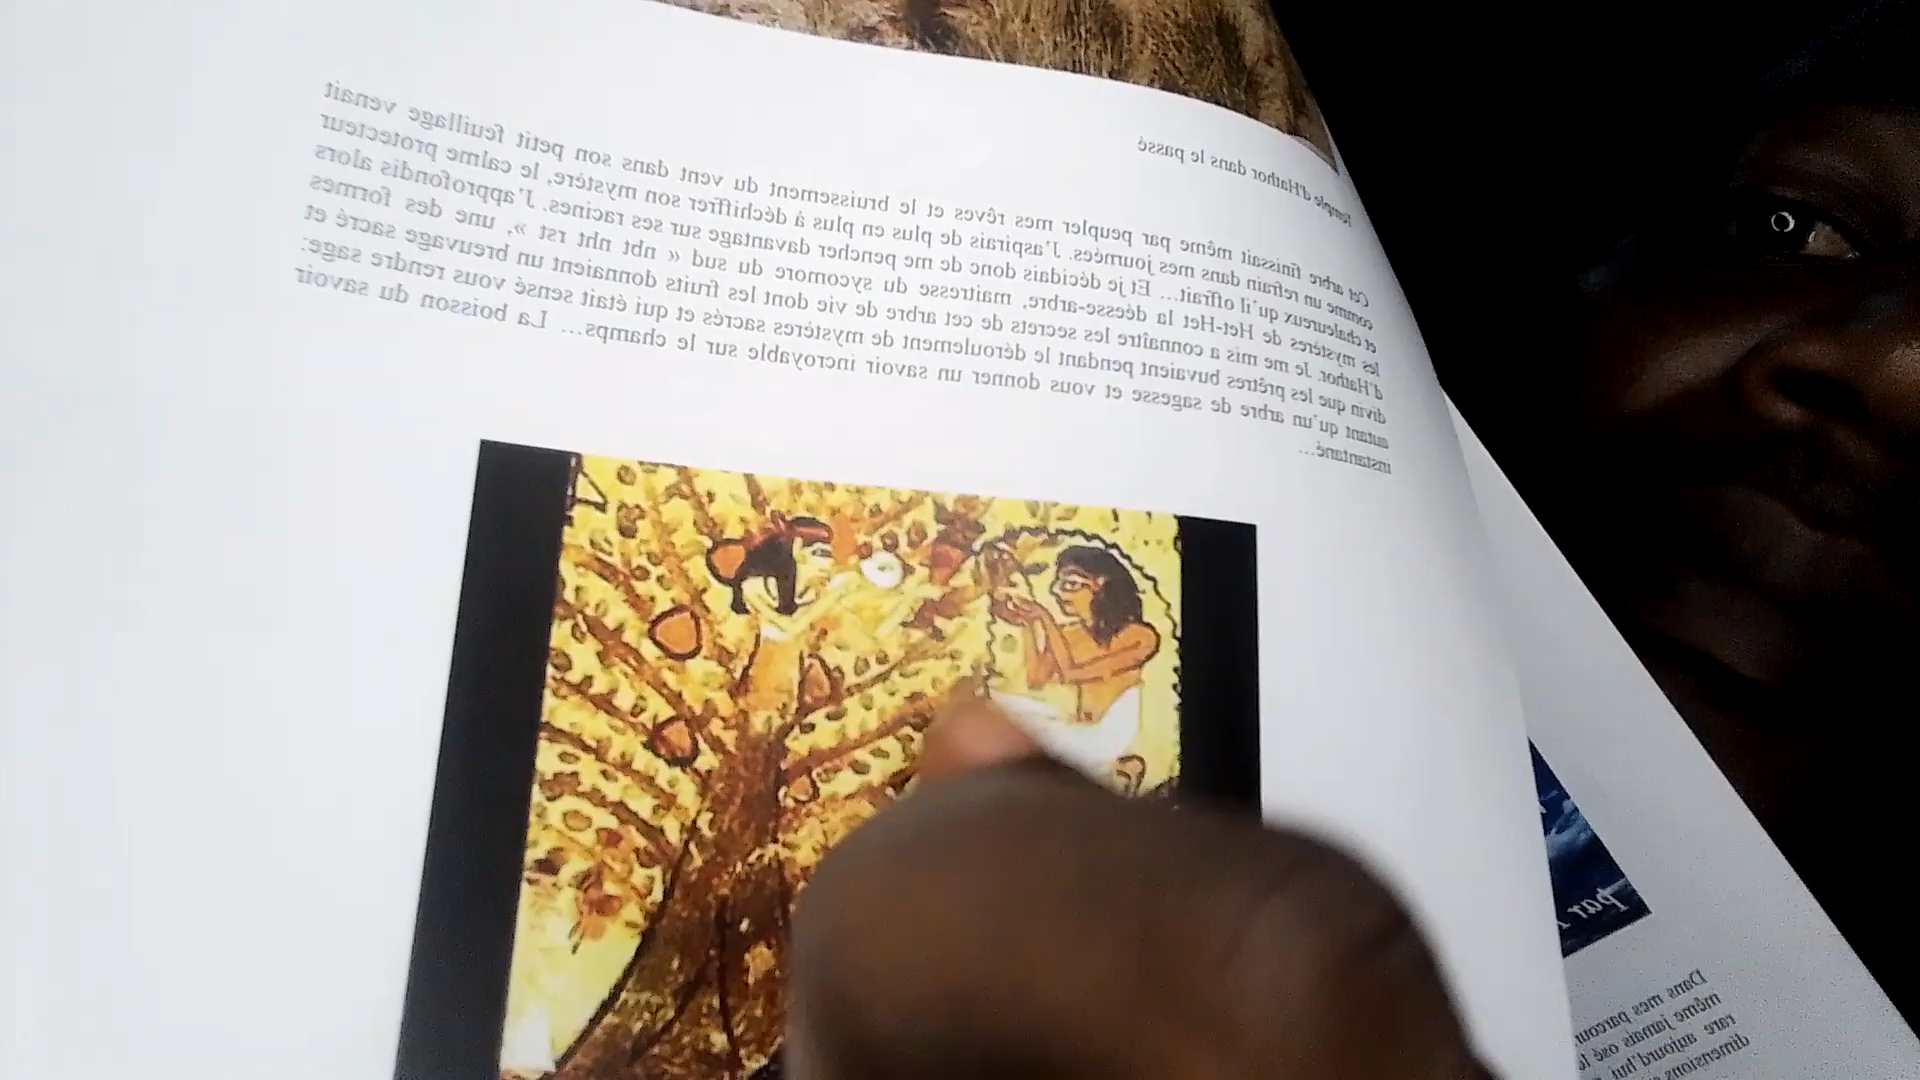 temple d'Hathor dans le passé
Cet arbre finissait même par peupler mes rêves et le bruissement du vent dans son petit feuillage venait
comme un refrain dans mes journées. J'aspirais de plus en plus à déchiffrer son mystère, le calme protecteur
et chaleureux qu'il offrait... Et je décidais donc de me pencher davantage sur ses racines. J'approfondis alors
les mystères de Het-Het la déesse-arbre, maitresse du sycomore du sud « nbt nht rst », une des formes
d'Hathor. Je me mis a connaître les secrets de cet arbre de vie dont les fruits donnaient un breuvage sacré et
divin que les prêtres buvaient pendant le déroulement de mystères sacrés et qui était sensé vous rendre sage:
autant qu'un arbre de sagesse et vous donner un savoir incroyable sur le champs... La boisson du savoir
instantané...
par
Dans mes parcou
même jamais osé l
rare aujourd'hui
dimensions